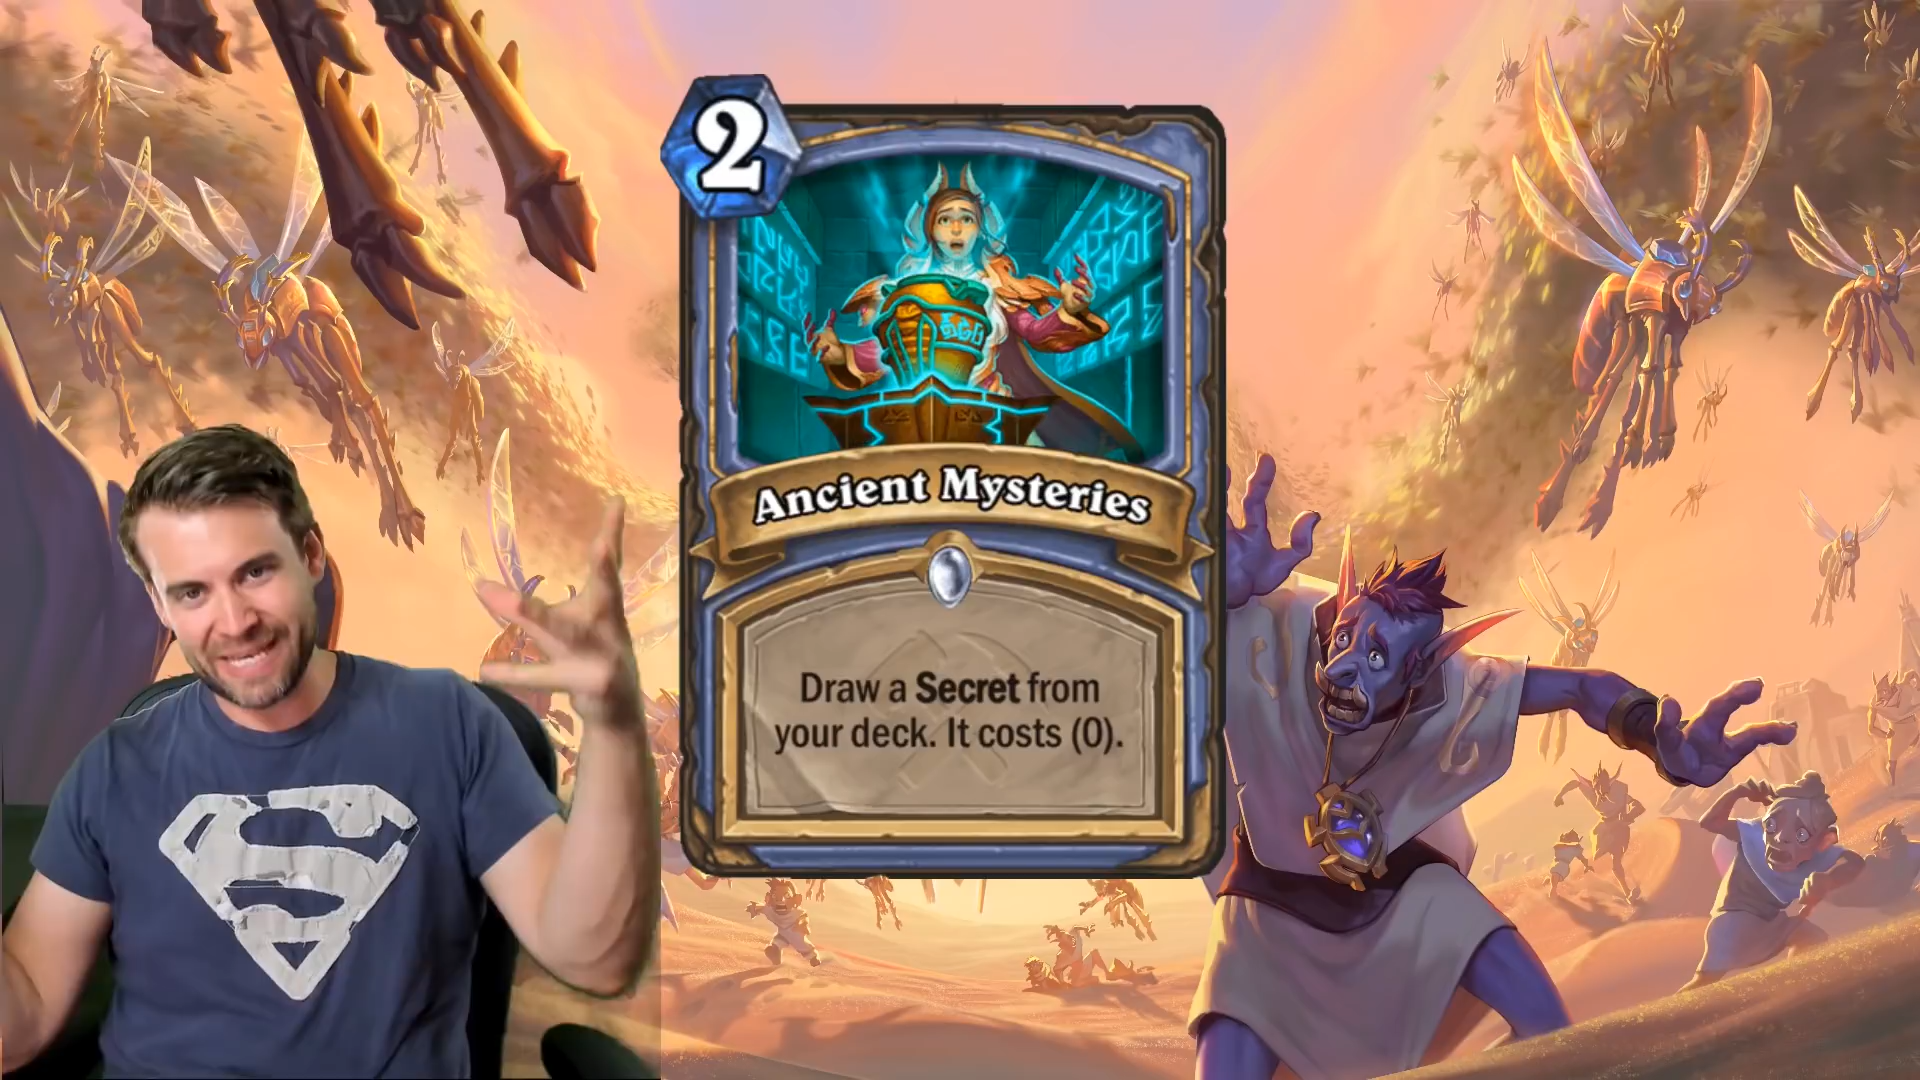 2
Ancient Mysteries
Draw a Secret from
your deck. It costs (0).
S